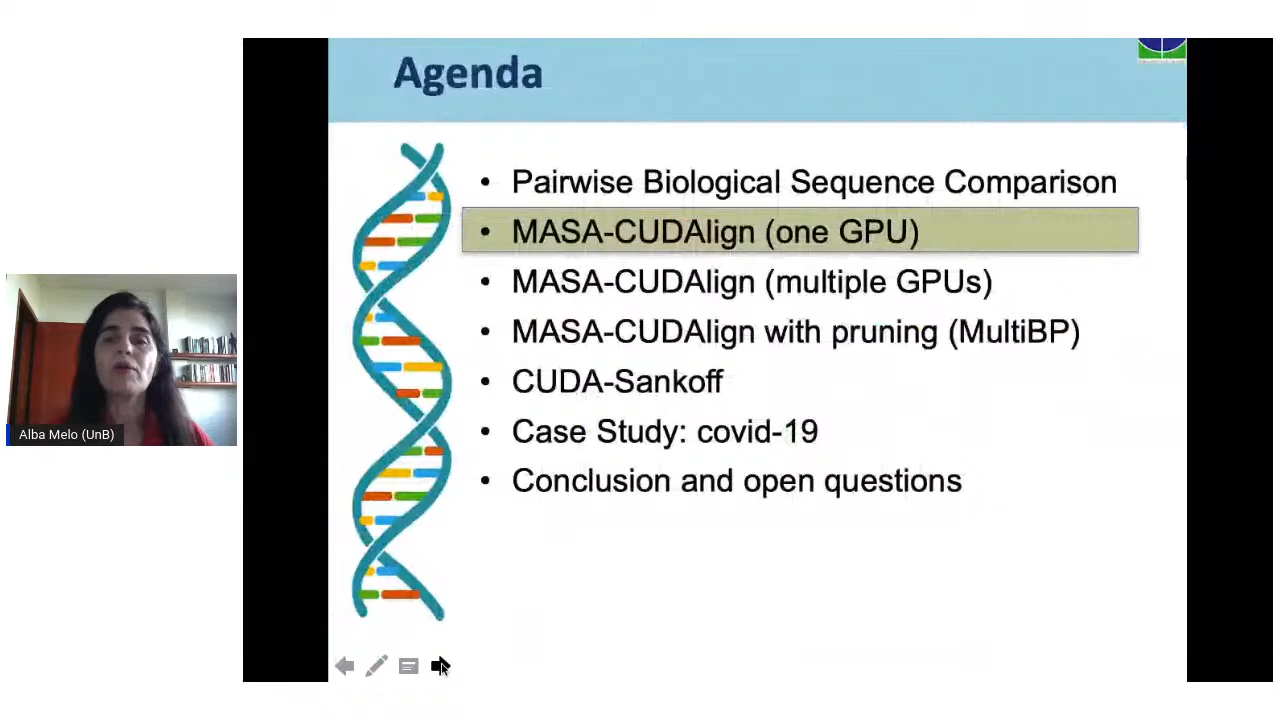 Agenda
• Pairwise Biological Sequence Comparison
• MASA-CUDAlign (one GPU)
• MASA-CUDAlign (multiple GPUs)
• MASA-CUDAlign with pruning (MultiBP)
• CUDA-Sankoff
• Case Study: covid-19
• Conclusion and open questions
Alba Melo (UnB)